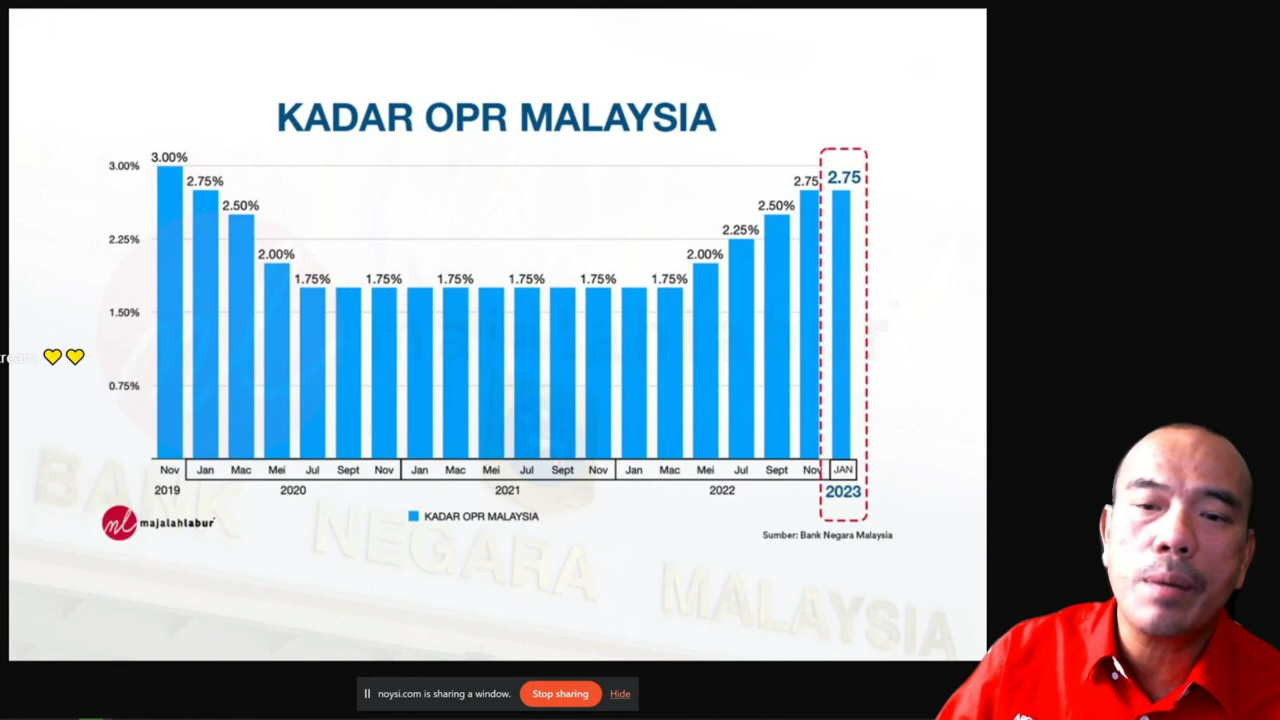 KADAR OPR MALAYSIA
3.00%
2.25%
1.50%
0.75%
3.00%
2.75%
2.50%
2.00%
1.75%
1.75%
1.75%
1.75%
1.75%
1.75%
2.00%
2.25%
2.50%
2.75
2.75
Nov Jan Mac Mei Jul Sept Nov Jan Mac Mei Jul Sept Nov Jan Mac Mei Jul Sept Nov JAN
2019 2020 2021 2022 2023
KADAR OPR MALAYSIA
ml majalahlabur
Sumber: Bank Negara Malaysia
BANK NEGARA MALAYSIA
noysi.com is sharing a window. Stop sharing Hide